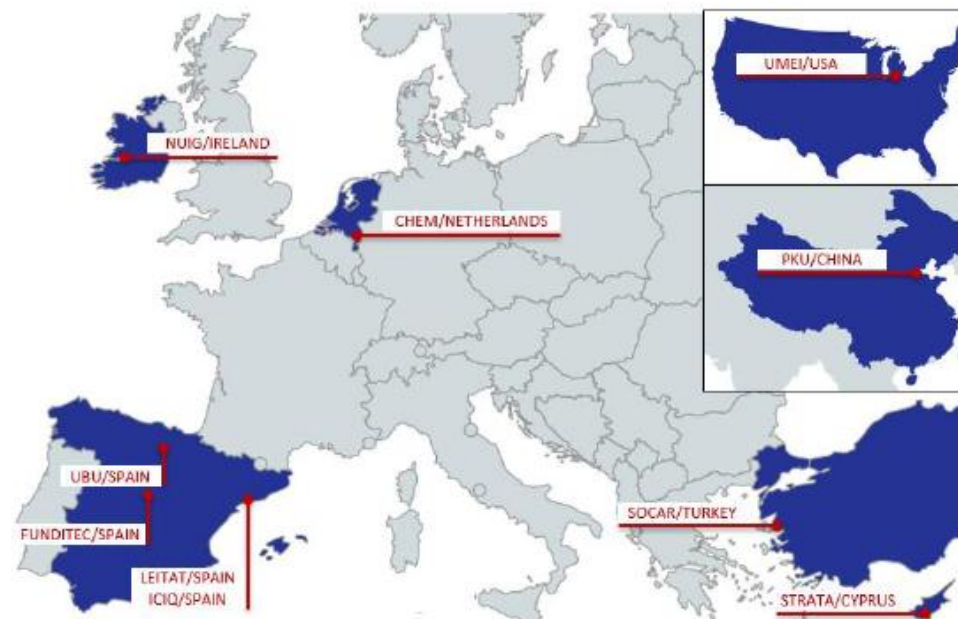 UMEI/USA
NUIG/IRELAND
CHEM/NETHERLANDS
PKU/CHINA
UBU/SPAIN
FUNDITEC/SPAIN
SOCAR/TURKEY
LEITAT/SPAIN
ICIQ/SPAIN
STRATA/CYPRUS